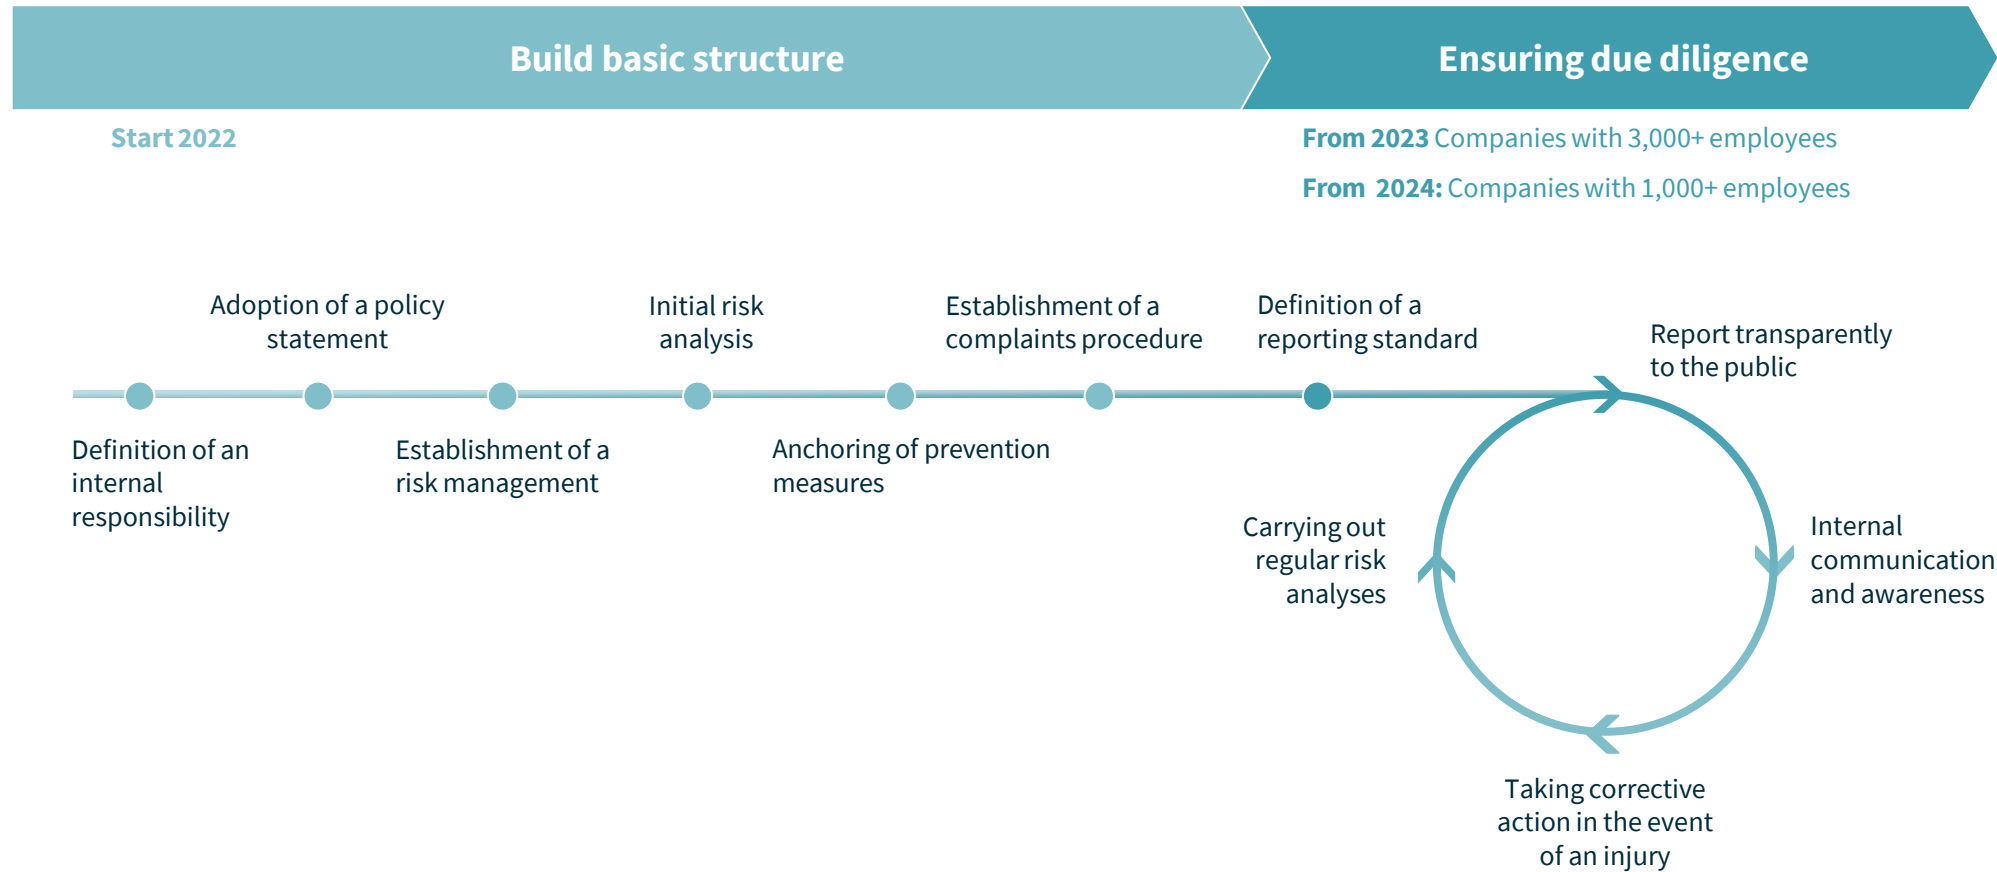 Build basic structure
Ensuring due diligence
Start 2022
From 2023 Companies with 3,000+ employees
From 2024: Companies with 1,000+ employees
Adoption of a policy
statement
Initial risk
analysis
Establishment of a
complaints procedure
Definition of a
reporting standard
Report transparently
to the public
Definition of an
internal
responsibility
Establishment of a
risk management
Anchoring of prevention
measures
Carrying out
regular risk
analyses
Internal
communication
and awareness
Taking corrective
action in the event
of an injury